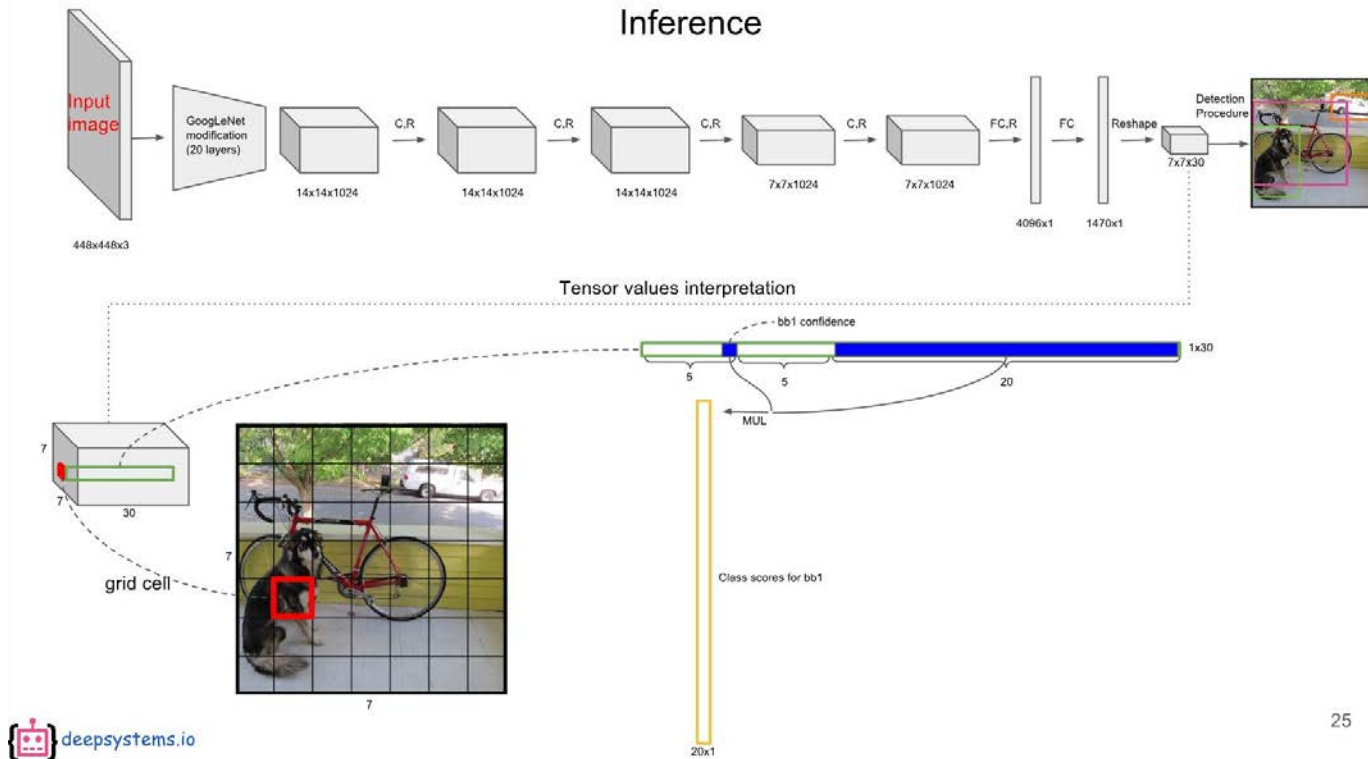 Inference
Input
image
GoogLeNet
modification
(20 layers)
C,R
C,R
C,R
C,R
FC,R
FC
Reshape
Detection
Procedure
448x448x3
14x14x1024
14x14x1024
14x14x1024
7x7x1024
7x7x1024
4096x1
1470x1
7x7x30
Tensor values interpretation
bb1 confidence
1x30
5
5
20
MUL
7
7
30
grid cell
7
7
Class scores for bb1
20x1
{ } deepsystems.io
25